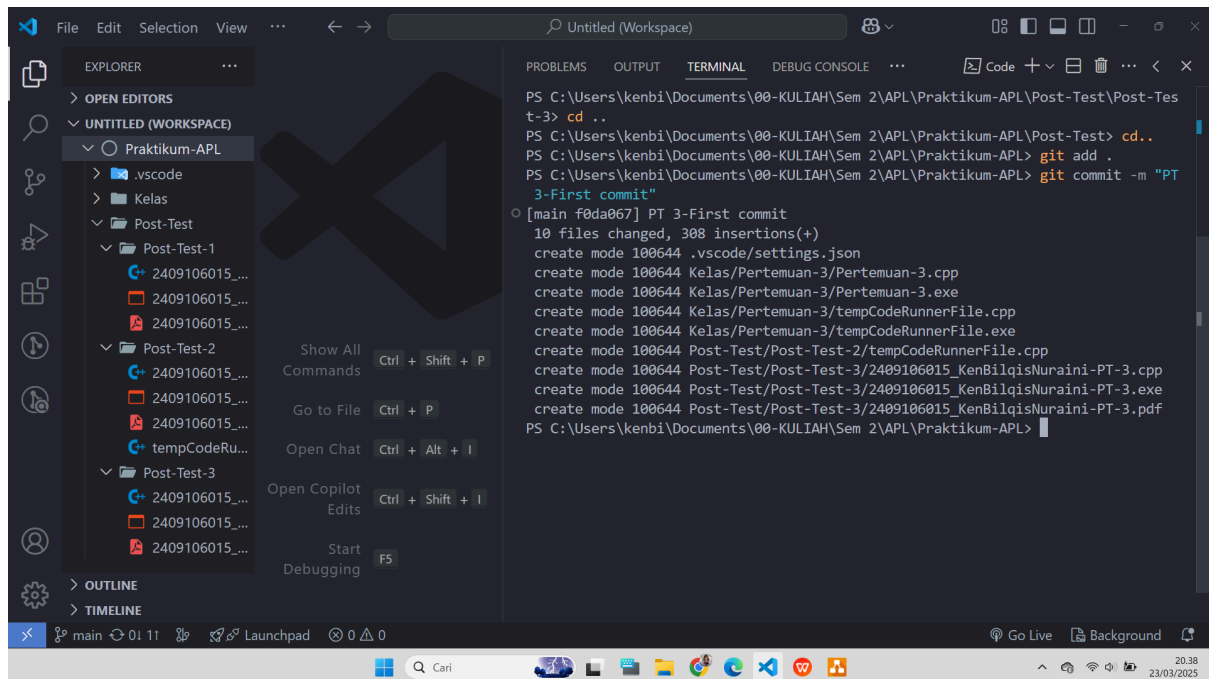 File Edit Selection View ··· Untitled (Workspace)
EXPLORER ···
OPEN EDITORS
UNTITLED (WORKSPACE)
Praktikum-APL
.vscode
Kelas
Post-Test
Post-Test-1
2409106015_...
2409106015_...
2409106015_...
Post-Test-2
2409106015_...
2409106015_...
2409106015_...
tempCodeRu...
Post-Test-3
2409106015_...
2409106015_...
2409106015_...
OUTLINE
TIMELINE
Show All Commands Ctrl + Shift + P
Go to File Ctrl + P
Open Chat Ctrl + Alt + I
Open Copilot Edits Ctrl + Shift + I
Start Debugging F5
PROBLEMS OUTPUT TERMINAL DEBUG CONSOLE ··· Code
PS C:\Users\kenbi\Documents\00-KULIAH\Sem 2\APL\Praktikum-APL\Post-Test\Post-Tes
t-3> cd ..
PS C:\Users\kenbi\Documents\00-KULIAH\Sem 2\APL\Praktikum-APL\Post-Test> cd..
PS C:\Users\kenbi\Documents\00-KULIAH\Sem 2\APL\Praktikum-APL> git add .
PS C:\Users\kenbi\Documents\00-KULIAH\Sem 2\APL\Praktikum-APL> git commit -m "PT
3-First commit"
[main f0da067] PT 3-First commit
10 files changed, 308 insertions(+)
create mode 100644 .vscode/settings.json
create mode 100644 Kelas/Pertemuan-3/Pertemuan-3.cpp
create mode 100644 Kelas/Pertemuan-3/Pertemuan-3.exe
create mode 100644 Kelas/Pertemuan-3/tempCodeRunnerFile.cpp
create mode 100644 Kelas/Pertemuan-3/tempCodeRunnerFile.exe
create mode 100644 Post-Test/Post-Test-2/tempCodeRunnerFile.cpp
create mode 100644 Post-Test/Post-Test-3/2409106015_KenBilqisNuraini-PT-3.cpp
create mode 100644 Post-Test/Post-Test-3/2409106015_KenBilqisNuraini-PT-3.exe
create mode 100644 Post-Test/Post-Test-3/2409106015_KenBilqisNuraini-PT-3.pdf
PS C:\Users\kenbi\Documents\00-KULIAH\Sem 2\APL\Praktikum-APL>
main 0↓ 1↑ Launchpad 0 0 Go Live Background
Cari 20.38
23/03/2025